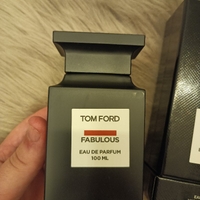 TOM FORD
FABULOUS
EAU DE PARFUM
100 ML